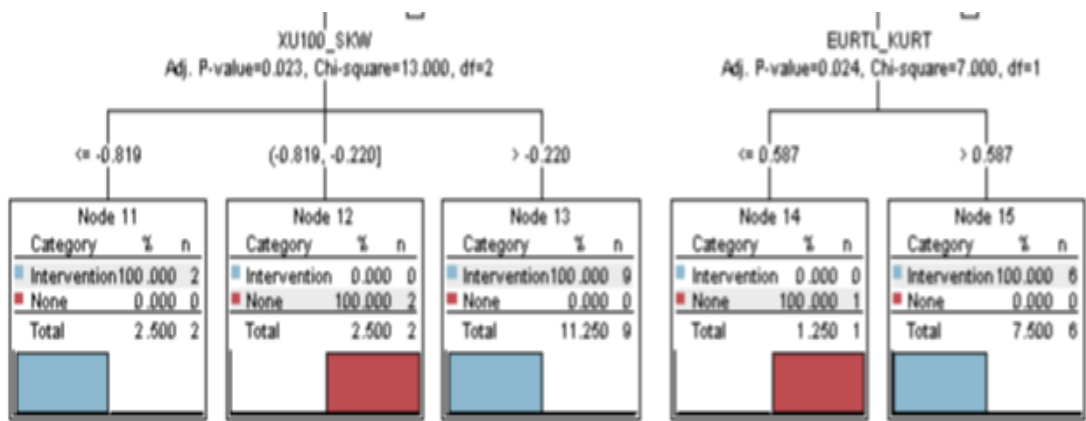 XU100_SKW
Adj. P-value=0.023, Chi-square=13.000, df=2
<= -0.819
(-0.819, -0.220]
> -0.220
Node 11
Category % n
Intervention 100.000 2
None 0.000 0
Total 2.500 2
Node 12
Category % n
Intervention 0.000 0
None 100.000 2
Total 2.500 2
Node 13
Category % n
Intervention 100.000 9
None 0.000 0
Total 11.250 9
EURTL_KURT
Adj. P-value=0.024, Chi-square=7.000, df=1
<= 0.587
> 0.587
Node 14
Category % n
Intervention 0.000 0
None 100.000 1
Total 1.250 1
Node 15
Category % n
Intervention 100.000 6
None 0.000 0
Total 7.500 6